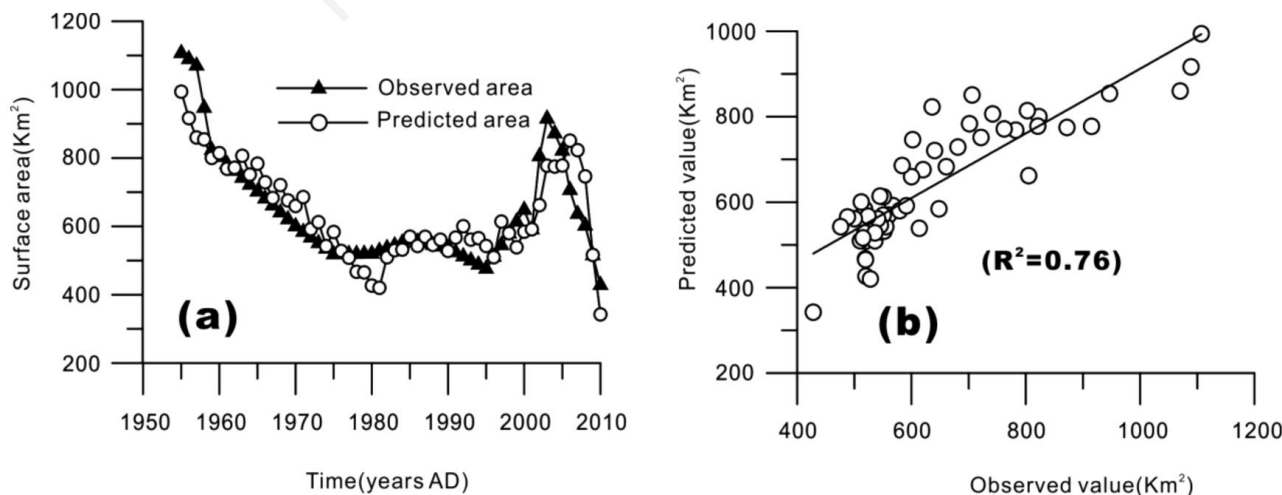 1200
1000
800
600
400
200
Surface area(Km²)
Observed area
Predicted area
(a)
1950 1960 1970 1980 1990 2000 2010
Time(years AD)
1000
800
600
400
200
Predicted value(Km²)
(R²=0.76)
(b)
400 600 800 1000 1200
Observed value(Km²)